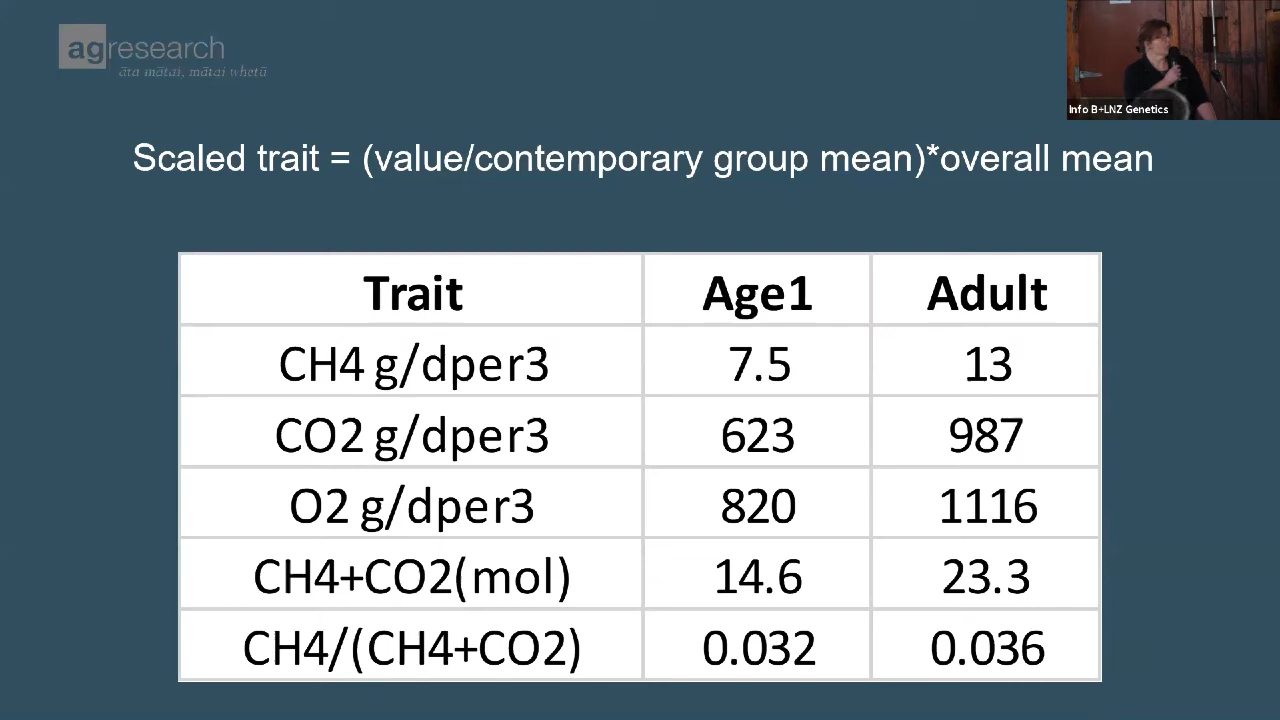 agresearch
āta mātai, mātai whetū
Info B+LNZ Genetics
Scaled trait = (value/contemporary group mean)*overall mean
Trait Age1 Adult
CH4 g/dper3 7.5 13
CO2 g/dper3 623 987
O2 g/dper3 820 1116
CH4+CO2(mol) 14.6 23.3
CH4/(CH4+CO2) 0.032 0.036